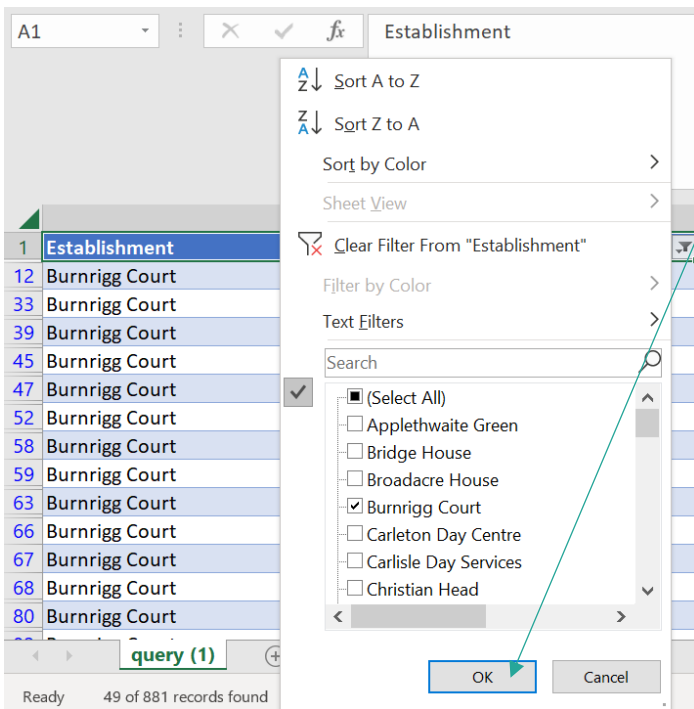 A1
fx
Establishment
Sort A to Z
Sort Z to A
Sort by Color
Sheet View
1 Establishment
Clear Filter From "Establishment"
12 Burnrigg Court
Filter by Color
33 Burnrigg Court
Text Filters
39 Burnrigg Court
45 Burnrigg Court
Search
47 Burnrigg Court
(Select All)
52 Burnrigg Court
Applethwaite Green
58 Burnrigg Court
Bridge House
59 Burnrigg Court
Broadacre House
63 Burnrigg Court
Burnrigg Court
66 Burnrigg Court
Carleton Day Centre
67 Burnrigg Court
Carlisle Day Services
68 Burnrigg Court
Christian Head
80 Burnrigg Court
query (1)
OK
Cancel
Ready
49 of 881 records found